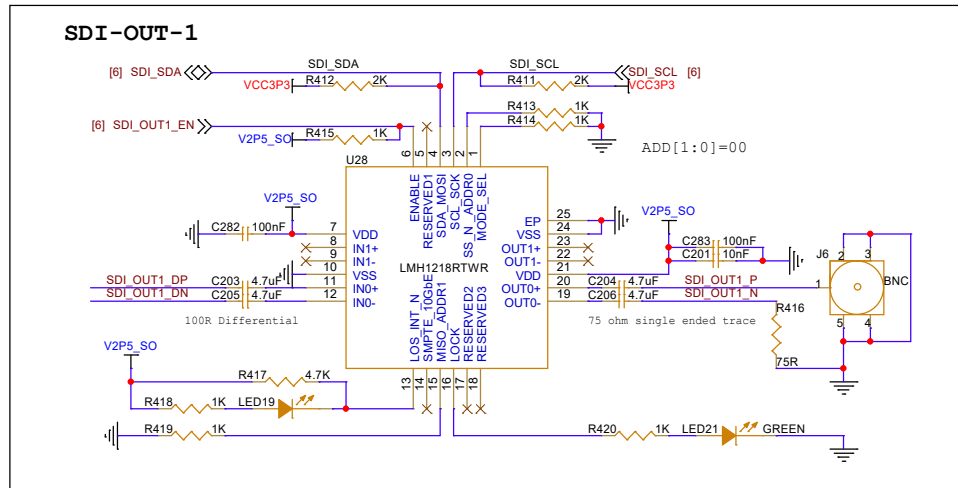 SDI-OUT-1
[6] SDI_SDA
SDI_SDA
SDI_SCL
SDI_SCL [6]
VCC3P3
R412
2K
R411
2K
VCC3P3
R413
1K
R414
1K
[6] SDI_OUT1_EN
V2P5_SO
R415
1K
ADD[1:0]=00
U28
6
5
4
3
2
1
ENABLE
RESERVED1
SDA_MOSI
SCL_SCK
SS_N_ADDR0
MODE_SEL
V2P5_SO
C282
100nF
7
VDD
8
IN1+
9
IN1-
10
VSS
11
IN0+
12
IN0-
LMH1218RTWR
EP
25
VSS
24
OUT1+
23
OUT1-
22
VDD
21
OUT0+
20
OUT0-
19
V2P5_SO
C283
100nF
C201
10nF
SDI_OUT1_DP
C203
4.7uF
SDI_OUT1_DN
C205
4.7uF
100R Differential
C204
4.7uF
SDI_OUT1_P
C206
4.7uF
SDI_OUT1_N
75 ohm single ended trace
J6
2
3
1
BNC
5
4
R416
75R
LOS_INT_N
SMPTE_10GbE
MISO_ADDR1
LOCK
RESERVED2
RESERVED3
13
14
15
16
17
18
V2P5_SO
R417
4.7K
R418
1K
LED19
R419
1K
R420
1K
LED21
GREEN